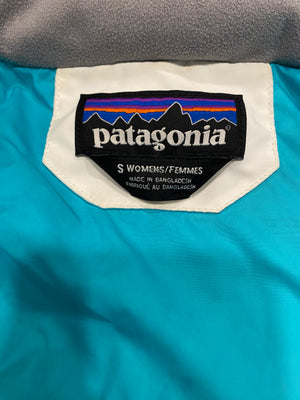 patagonia®
S WOMENS/FEMMES
MADE IN BANGLADESH
FABRIQUÉ AU BANGLADESH